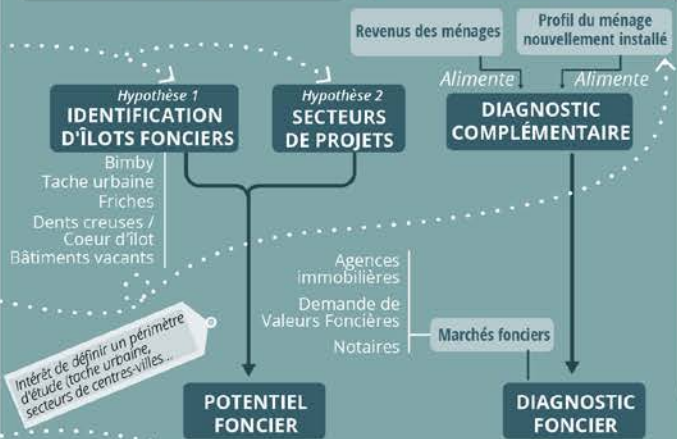 Revenus des ménages
Profil du ménage
nouvellement installé
Alimente
Alimente
Hypothèse 1
IDENTIFICATION
D'ÎLOTS FONCIERS
Hypothèse 2
SECTEURS
DE PROJETS
DIAGNOSTIC
COMPLÉMENTAIRE
Bimby
Tache urbaine
Friches
Dents creuses /
Coeur d'îlot
Bâtiments vacants
Agences
immobilières
Demande de
Valeurs Foncières
Notaires
Marchés fonciers
Intérêt de définir un périmètre
d'étude (tache urbaine,
secteurs de centres-villes ...
POTENTIEL
FONCIER
DIAGNOSTIC
FONCIER